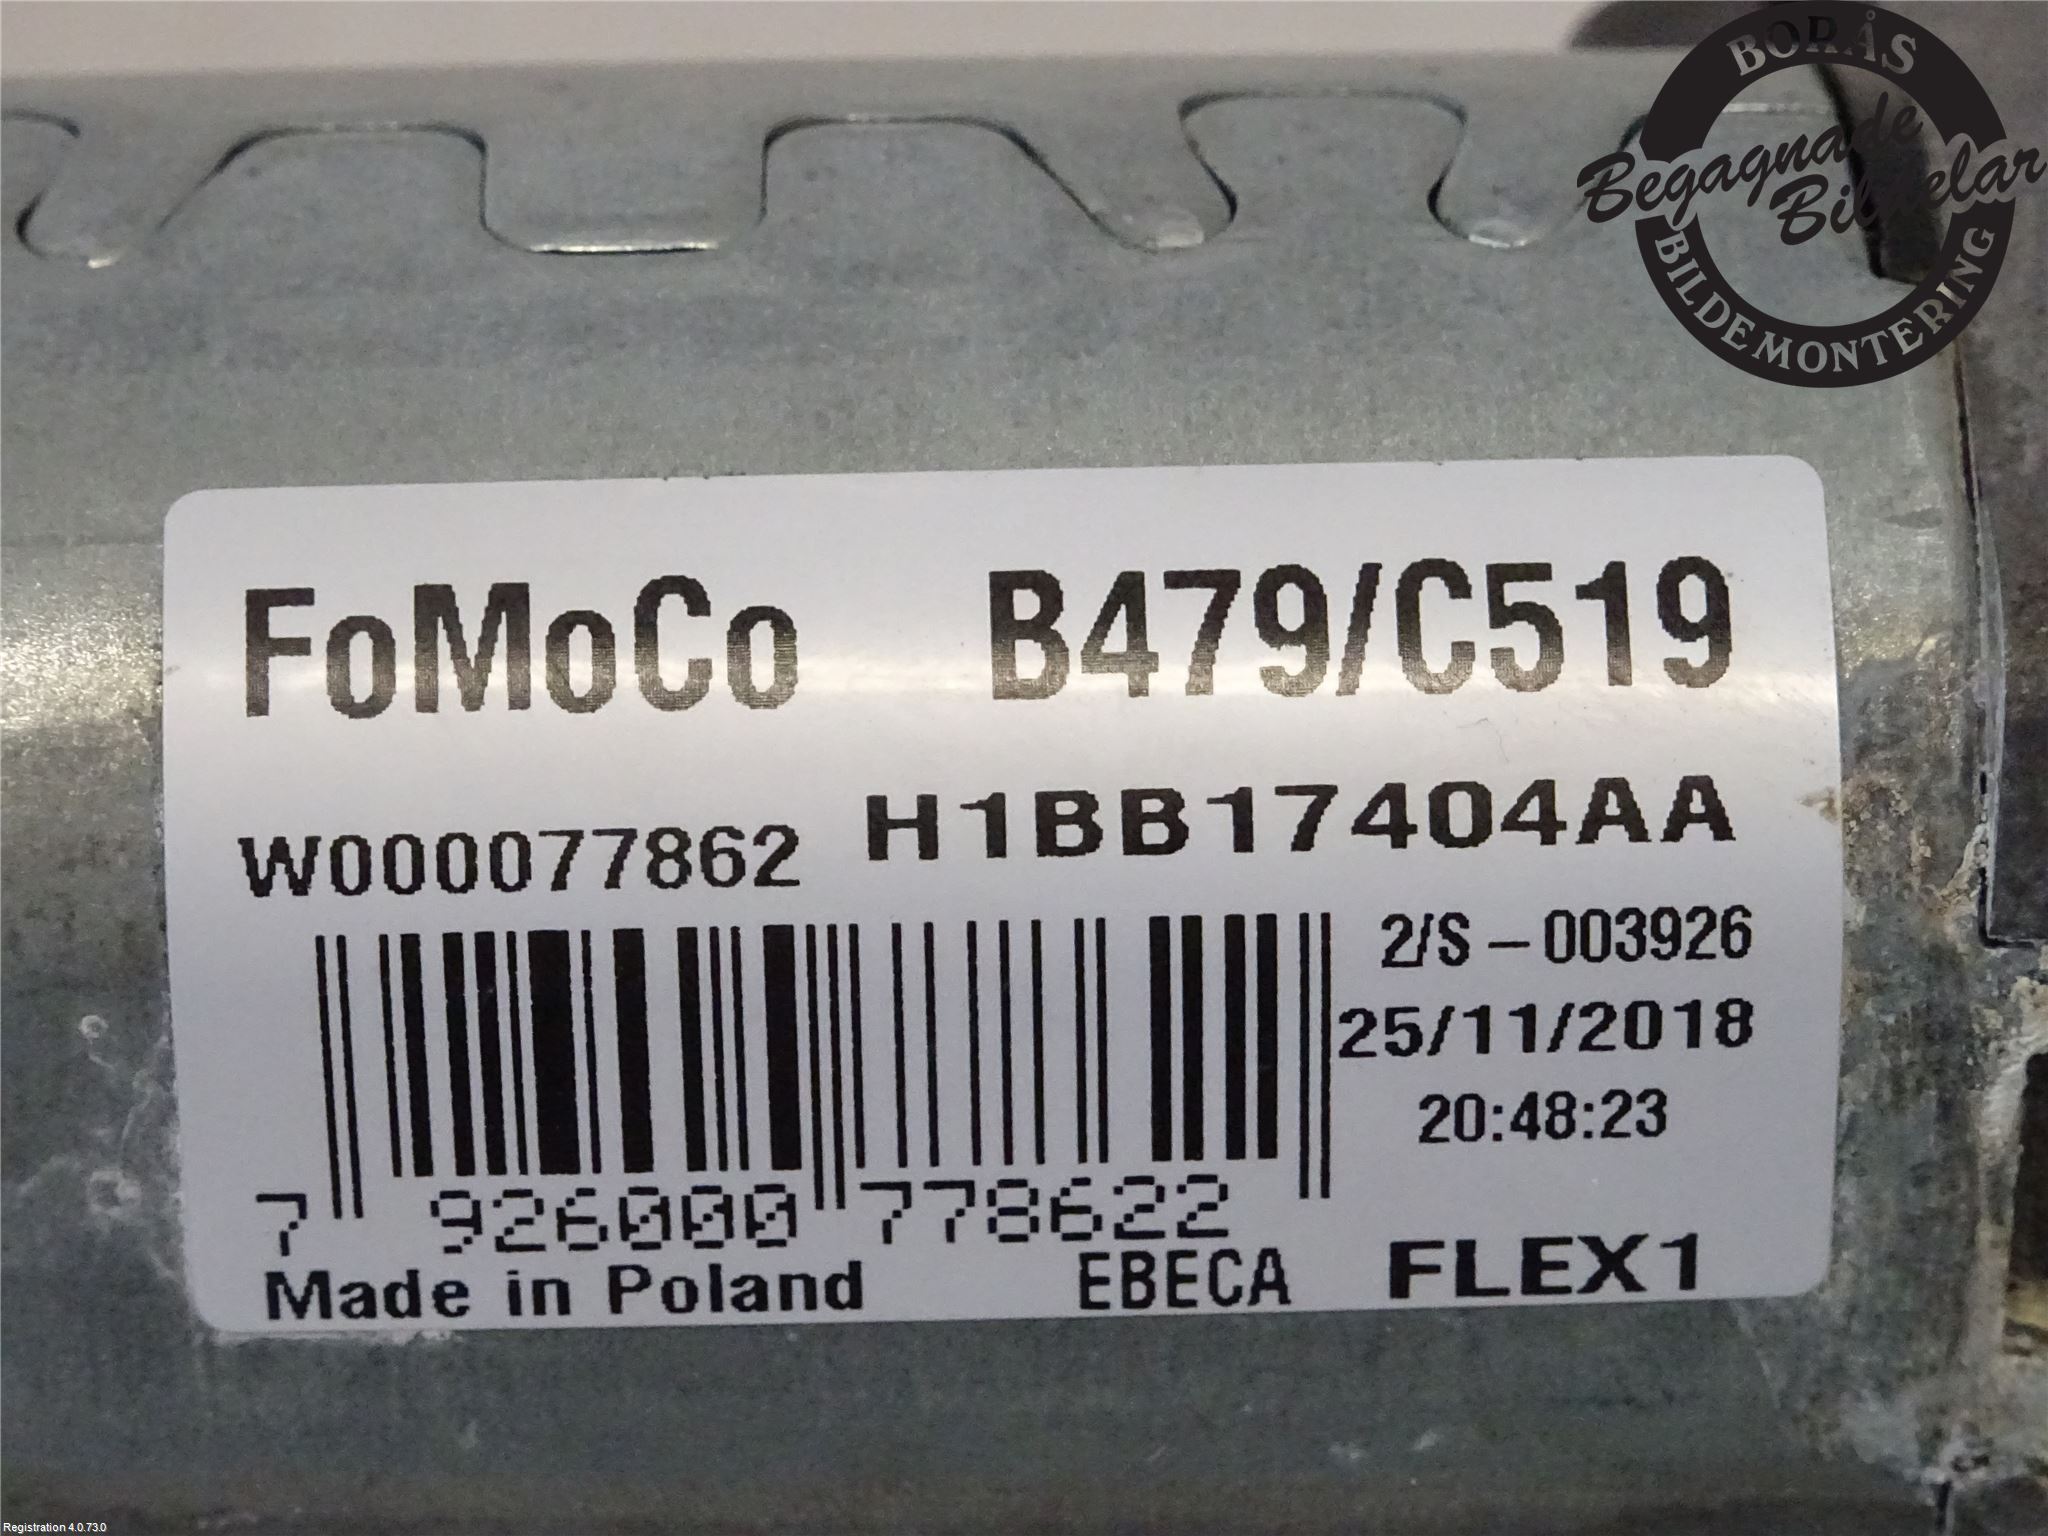 BORÅS
Begagnade
Bildelar
BILDEMONTERING
FoMoCo B479/C519
W000077862 H1BB17404AA
2/S-003926
25/11/2018
20:48:23
7 926000 778622
Made in Poland EBECA FLEX1
Registration 4.0.73.0